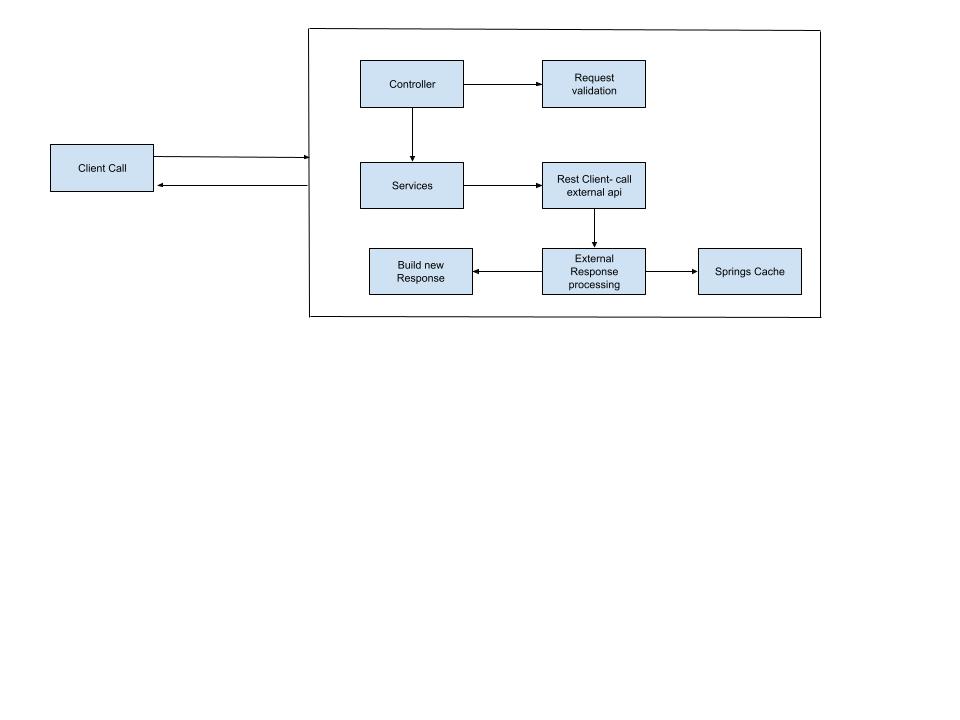 Controller
Request
validation
Client Call
Services
Rest Client- call
external api
Build new
Response
External
Response
processing
Springs Cache